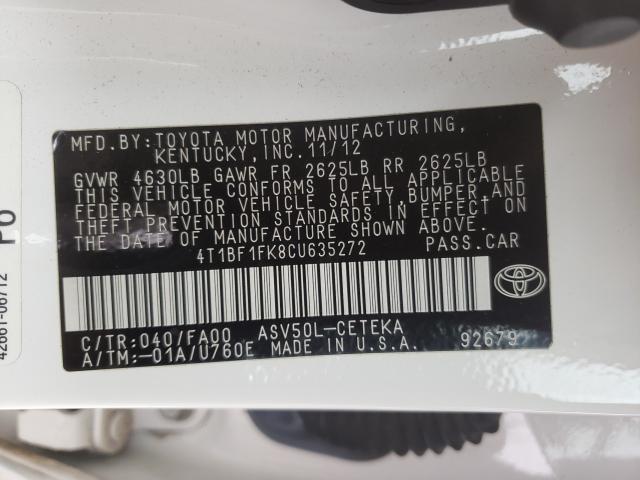 MFD.BY:TOYOTA MOTOR MANUFACTURING,
KENTUCKY,INC.11/12
GVWR 4630LB GAWR FR 2625LB RR 2625LB
THIS VEHICLE CONFORMS TO ALL APPLICABLE
FEDERAL MOTOR VEHICLE SAFETY,BUMPER,AND
THEFT PREVENTION STANDARDS IN EFFECT ON
THE DATE OF MANUFACTURE SHOWN ABOVE.
4T1BF1FK8CU635272 PASS.CAR
C/TR:040/FA00 ASV50L-CETEKA
A/TM:-01A/U760E MADE IN U.S.A. 92679
42661-06712